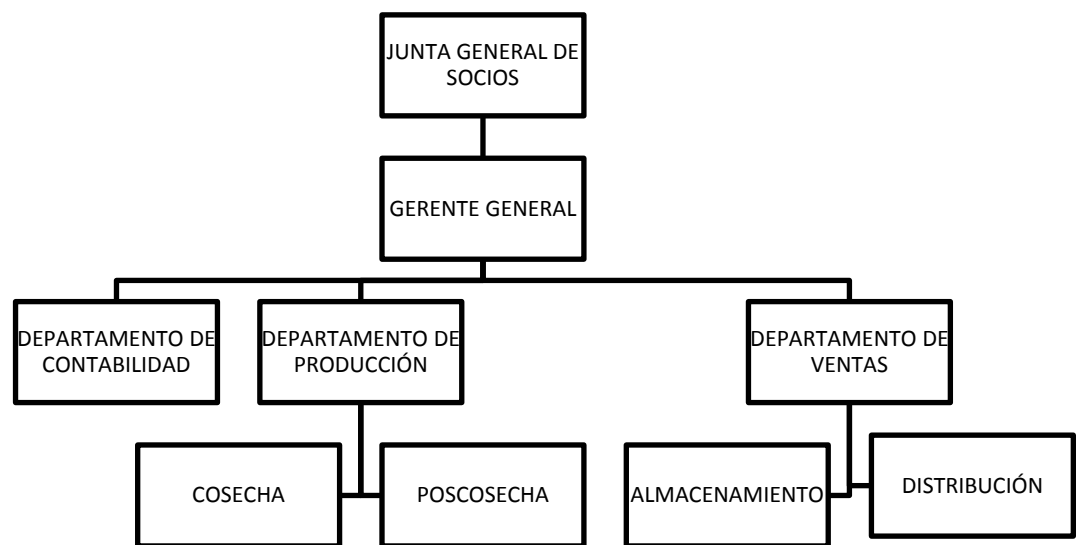 JUNTA GENERAL DE
SOCIOS
GERENTE GENERAL
DEPARTAMENTO DE
CONTABILIDAD
DEPARTAMENTO DE
PRODUCCIÓN
DEPARTAMENTO DE
VENTAS
COSECHA
POSCOSECHA
ALMACENAMIENTO
DISTRIBUCIÓN